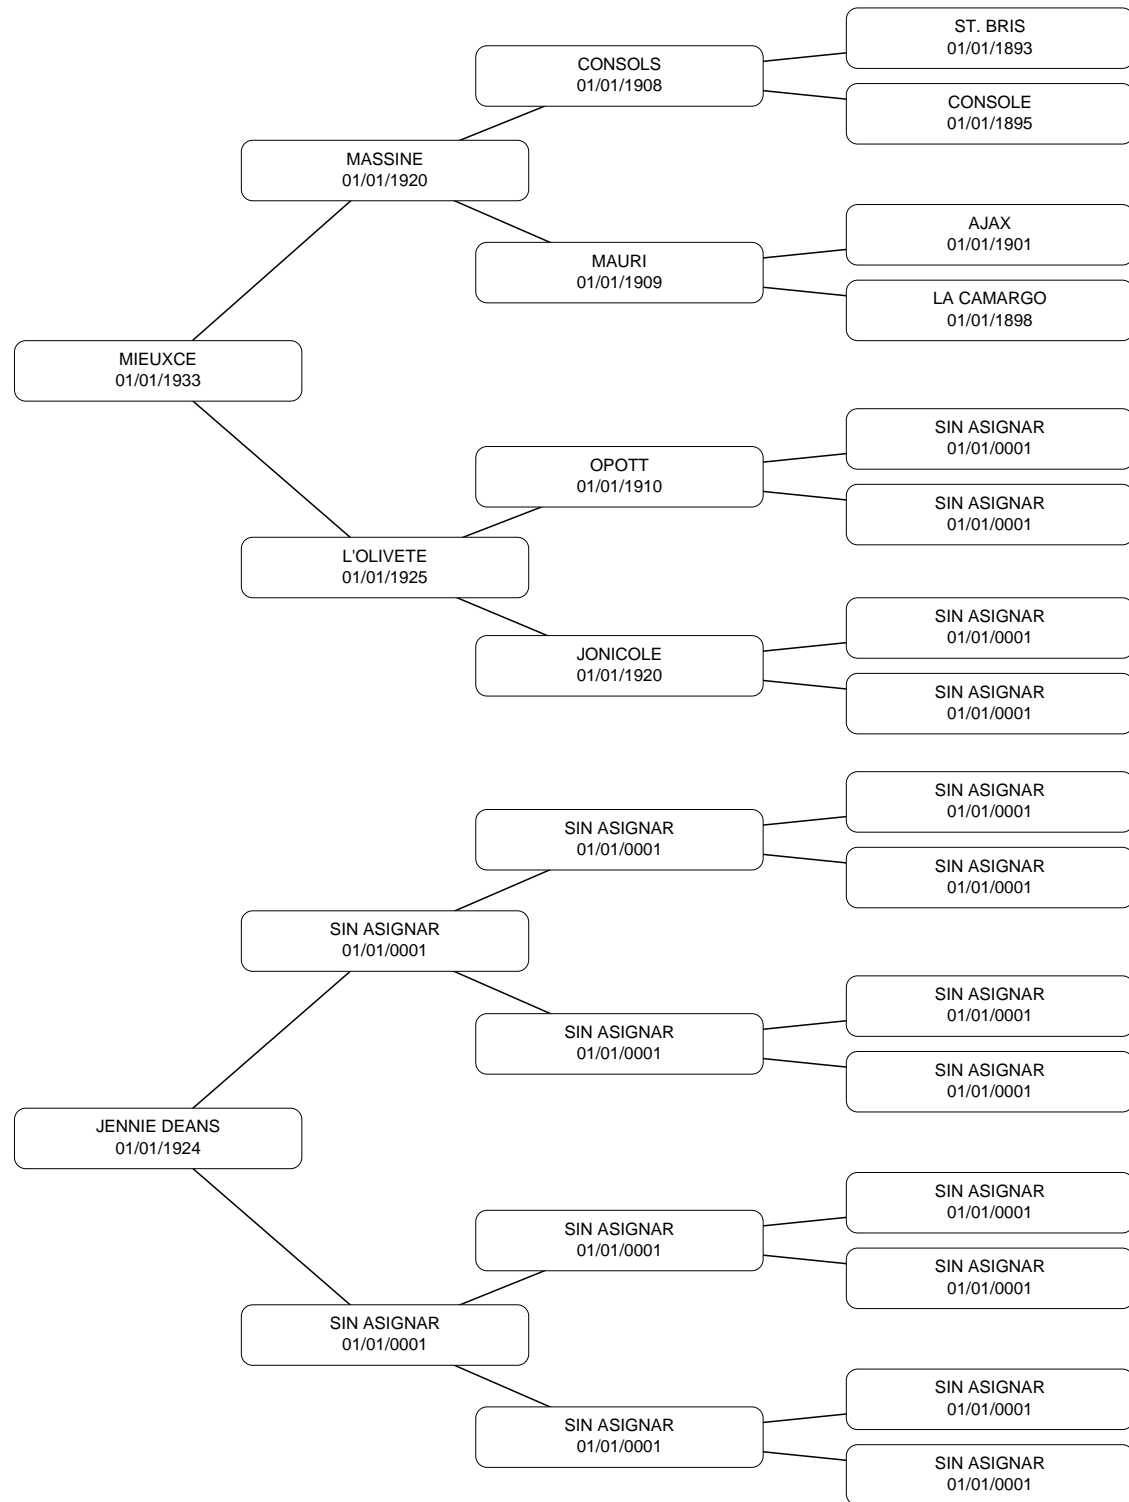 ST. BRIS
01/01/1893
CONSOLS
01/01/1908
CONSOLE
01/01/1895
MASSINE
01/01/1920
AJAX
01/01/1901
MAURI
01/01/1909
LA CAMARGO
01/01/1898
MIEUXCE
01/01/1933
SIN ASIGNAR
01/01/0001
OPOTT
01/01/1910
SIN ASIGNAR
01/01/0001
L'OLIVETE
01/01/1925
SIN ASIGNAR
01/01/0001
JONICOLE
01/01/1920
SIN ASIGNAR
01/01/0001
SIN ASIGNAR
01/01/0001
SIN ASIGNAR
01/01/0001
SIN ASIGNAR
01/01/0001
SIN ASIGNAR
01/01/0001
SIN ASIGNAR
01/01/0001
SIN ASIGNAR
01/01/0001
SIN ASIGNAR
01/01/0001
JENNIE DEANS
01/01/1924
SIN ASIGNAR
01/01/0001
SIN ASIGNAR
01/01/0001
SIN ASIGNAR
01/01/0001
SIN ASIGNAR
01/01/0001
SIN ASIGNAR
01/01/0001
SIN ASIGNAR
01/01/0001
SIN ASIGNAR
01/01/0001